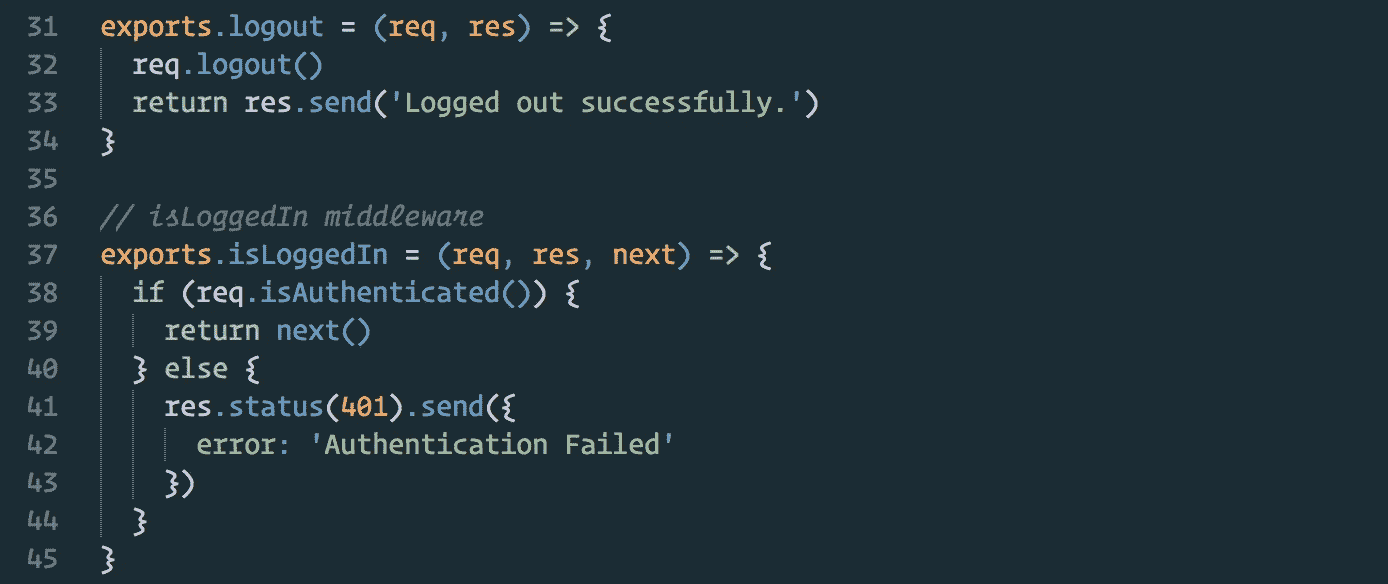 31 exports.logout = (req, res) => {
32   req.logout()
33   return res.send('Logged out successfully.')
34 }
35
36 // isLoggedIn middleware
37 exports.isLoggedIn = (req, res, next) => {
38   if (req.isAuthenticated()) {
39     return next()
40   } else {
41     res.status(401).send({
42       error: 'Authentication Failed'
43     })
44   }
45 }